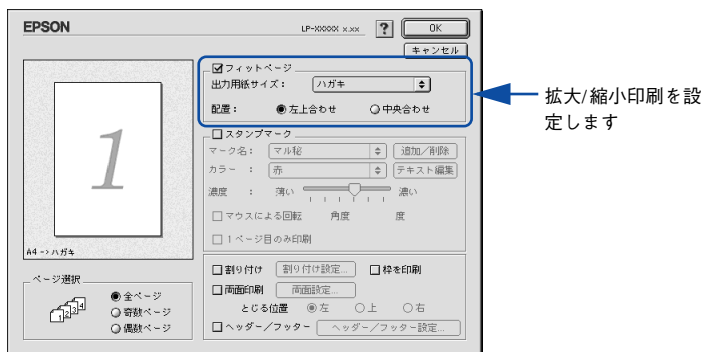 EPSON
LP-XXXXX x.xx
?
OK
キャンセル
フィットページ
出力用紙サイズ： ハガキ
配置： 左上合わせ 中央合わせ
拡大/縮小印刷を設
定します
スタンプマーク
マーク名： マル秘 追加／削除
カラー ： 赤 テキスト編集
濃度 ： 薄い 濃い
マウスによる回転 角度 度
1ページ目のみ印刷
1
A4 -> ハガキ
ページ選択
1 2 3 4
全ページ
奇数ページ
偶数ページ
割り付け 割り付け設定... 枠を印刷
両面印刷 両面設定...
とじる位置 左 上 右
ヘッダー／フッター ヘッダー／フッター設定...